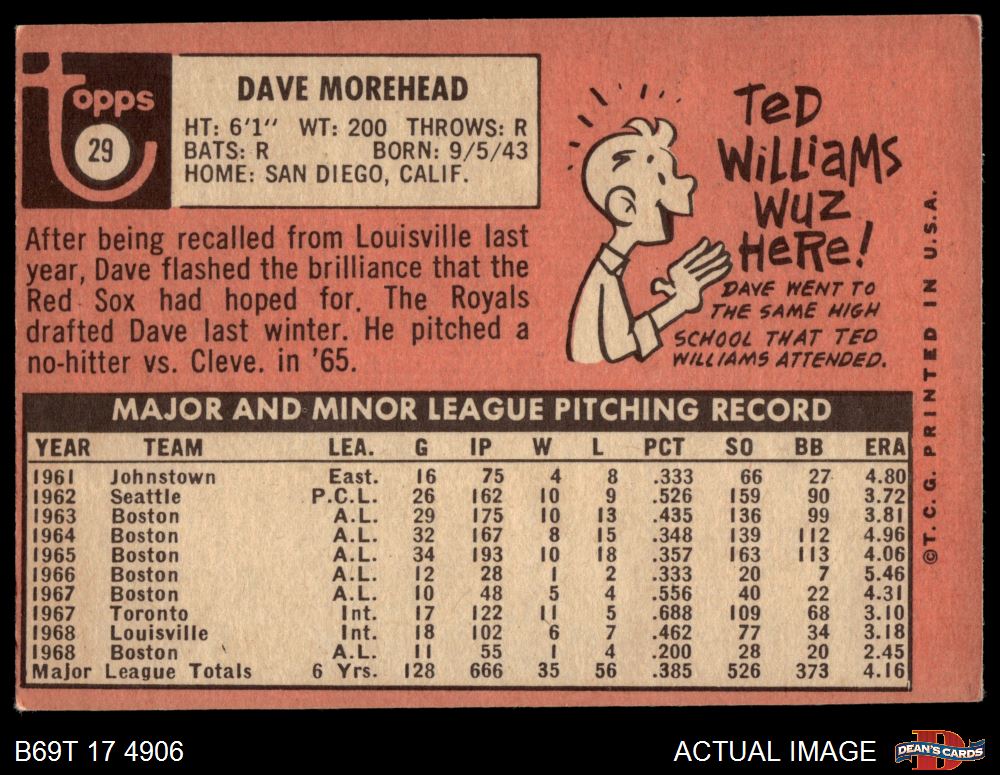 Topps
29
DAVE MOREHEAD
HT: 6'1" WT: 200 THROWS: R
BATS: R BORN: 9/5/43
HOME: SAN DIEGO, CALIF.
After being recalled from Louisville last
year, Dave flashed the brilliance that the
Red Sox had hoped for. The Royals
drafted Dave last winter. He pitched a
no-hitter vs. Cleve. in '65.
TeD
WiLLiaMS
WuZ
HeRe!
DAVE WENT TO
THE SAME HIGH
SCHOOL THAT TED
WILLIAMS ATTENDED.
MAJOR AND MINOR LEAGUE PITCHING RECORD
YEAR TEAM LEA. G IP W L PCT SO BB ERA
1961 Johnstown East. 16 75 4 8 .333 66 27 4.80
1962 Seattle P.C.L. 26 162 10 9 .526 159 90 3.72
1963 Boston A.L. 29 175 10 13 .435 136 99 3.81
1964 Boston A.L. 32 167 8 15 .348 139 112 4.96
1965 Boston A.L. 34 193 10 18 .357 163 113 4.06
1966 Boston A.L. 12 28 1 2 .333 20 7 5.46
1967 Boston A.L. 10 48 5 4 .556 40 22 4.31
1967 Toronto Int. 17 122 11 5 .688 109 68 3.10
1968 Louisville Int. 18 102 6 7 .462 77 34 3.18
1968 Boston A.L. 11 55 1 4 .200 28 20 2.45
Major League Totals 6 Yrs. 128 666 35 56 .385 526 373 4.16
©T. C. G. PRINTED IN U.S.A.
B69T 17 4906
ACTUAL IMAGE
D
DEAN'S CARDS